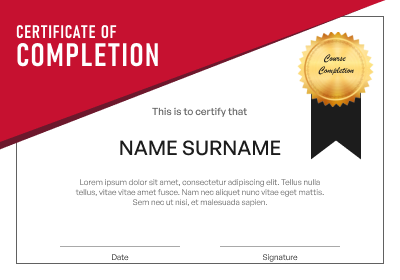 CERTIFICATE OF
COMPLETION
Course
Completion
This is to certify that
NAME SURNAME
Lorem ipsum dolor sit amet, consectetur adipiscing elit. Tellus nulla
tellus, vitae vitae amet fusce. Nam nec aliquet nunc vitae eget mattis.
Sem nec ut nisi, et malesuada sapien.
Date
Signature